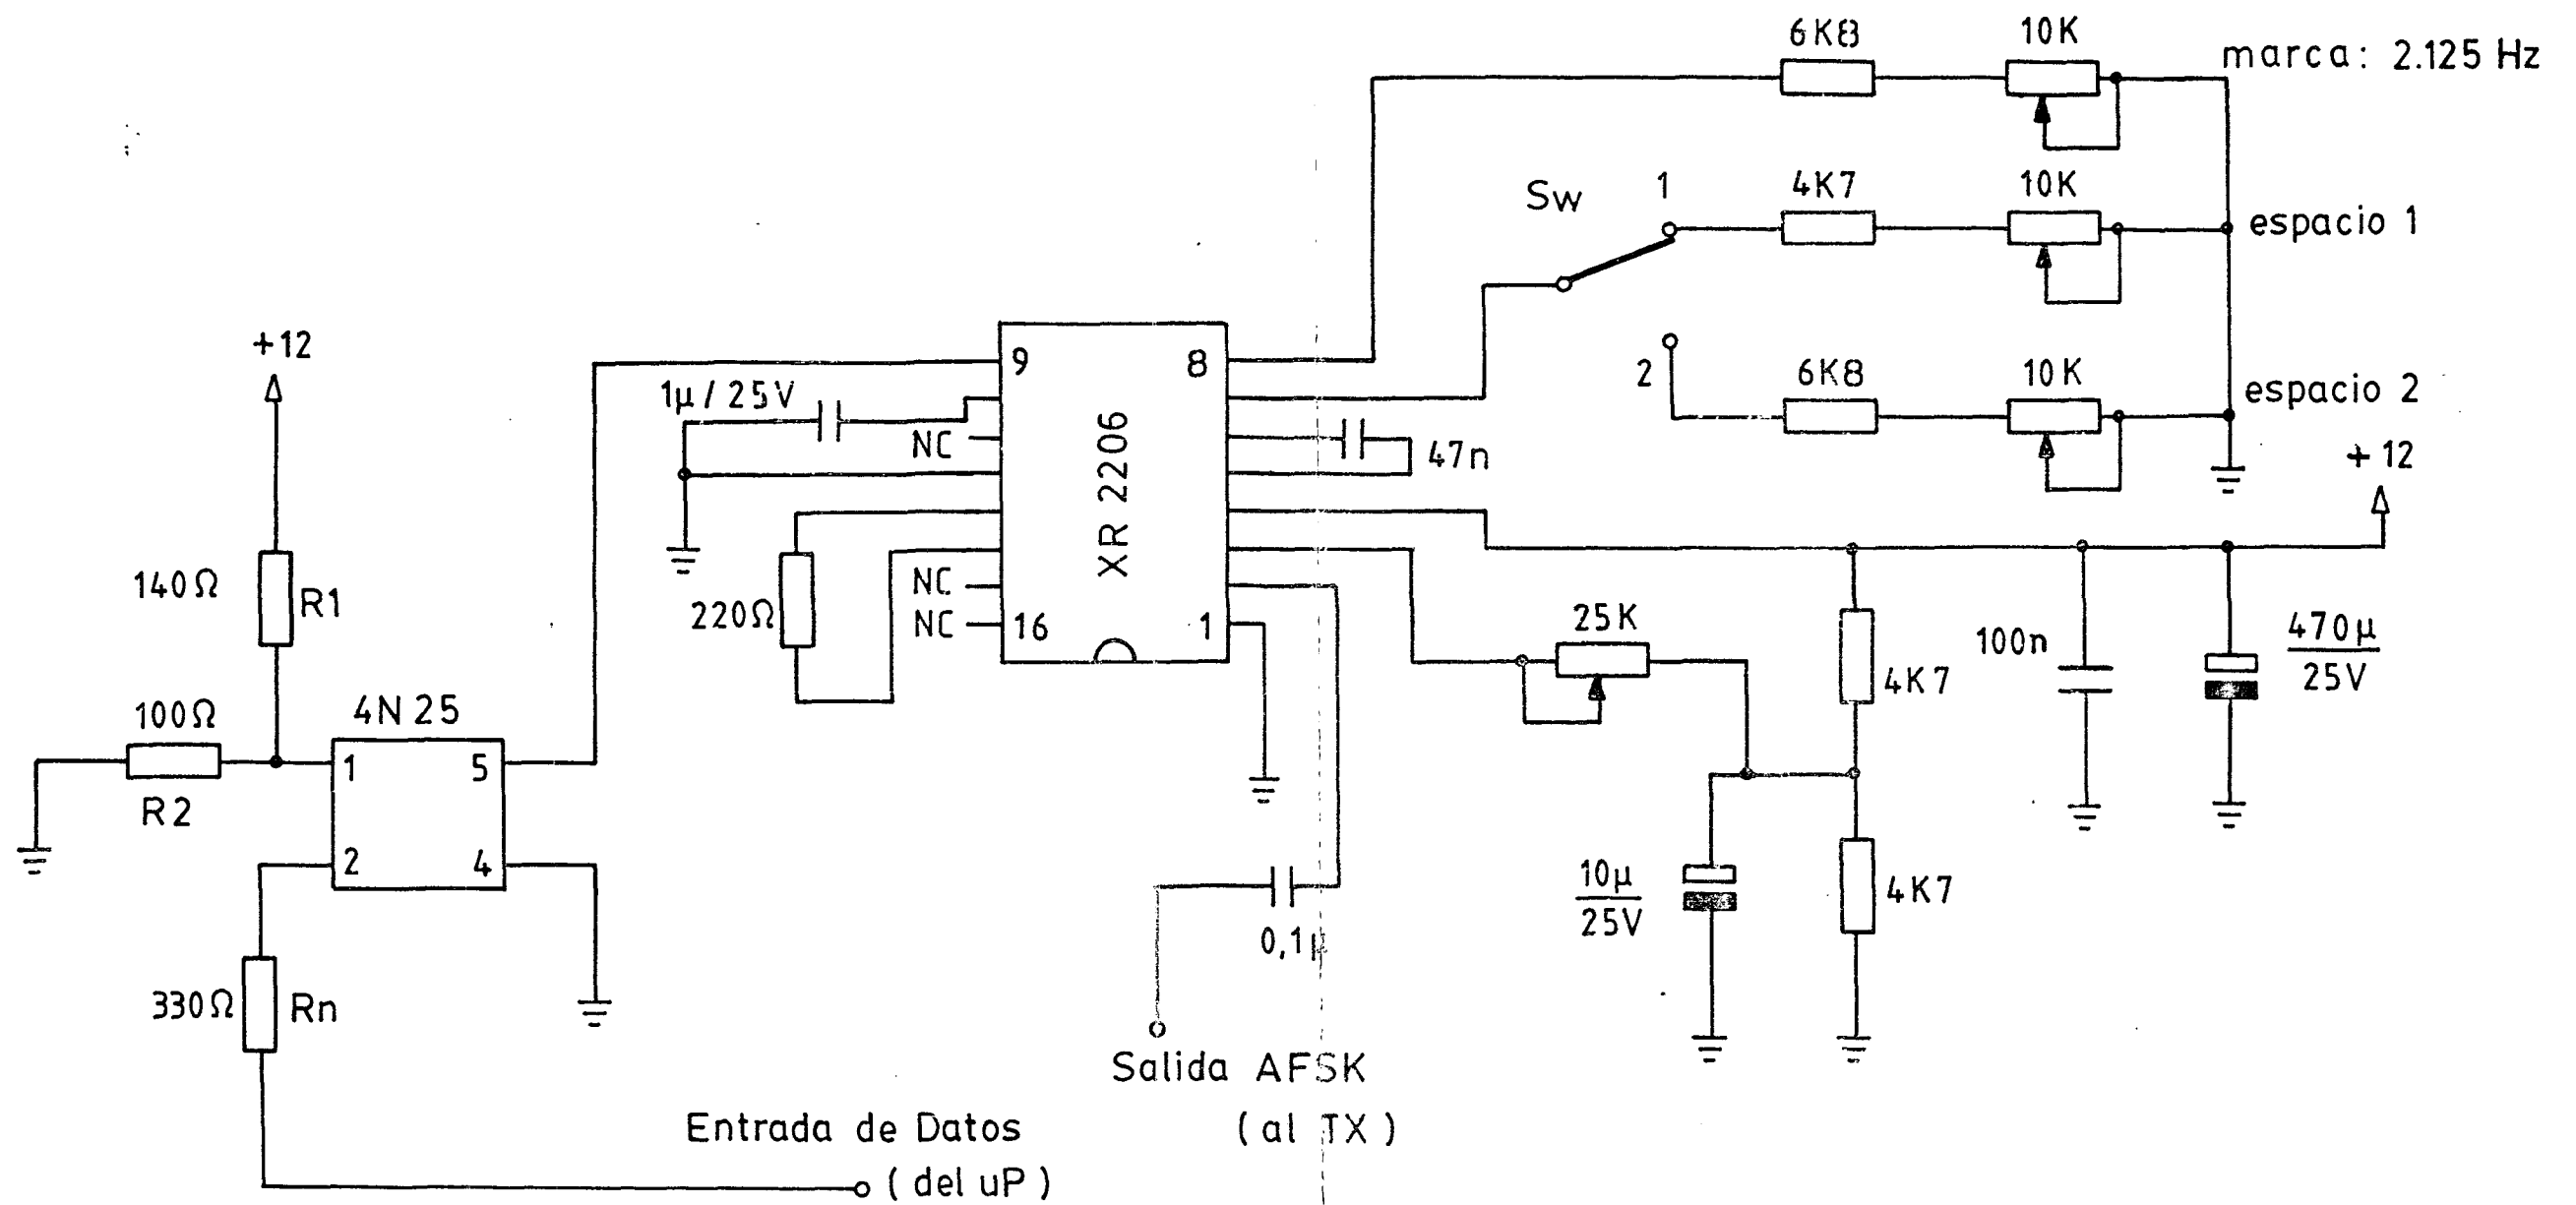 6K8
10K
marca: 2.125 Hz
Sw
1
4K7
10K
espacio 1
+12
2
6K8
10K
espacio 2
9
8
1µ / 25V
NC
XR 2206
47n
+ 12
140Ω
R1
220Ω
NC
NC
16
1
25K
4K7
100n
470µ
25V
100Ω
R2
4N 25
1
5
2
4
10µ
25V
4K7
0,1µ
330Ω
Rn
Salida AFSK
(al TX)
Entrada de Datos
(del uP)